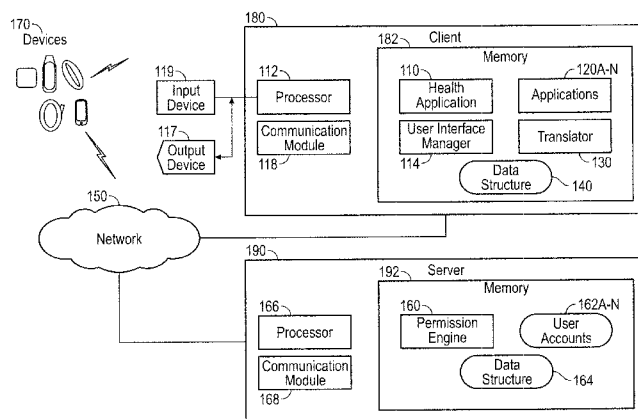 170
Devices
180
Client
182
Memory
119
Input
Device
112
Processor
110
Health
Application
120A-N
Applications
117
Output
Device
Communication
Module
118
User Interface
Manager
114
Translator
130
Data
Structure
140
150
Network
190
Server
192
Memory
166
Processor
160
Permission
Engine
162A-N
User
Accounts
Communication
Module
168
Data
Structure
164